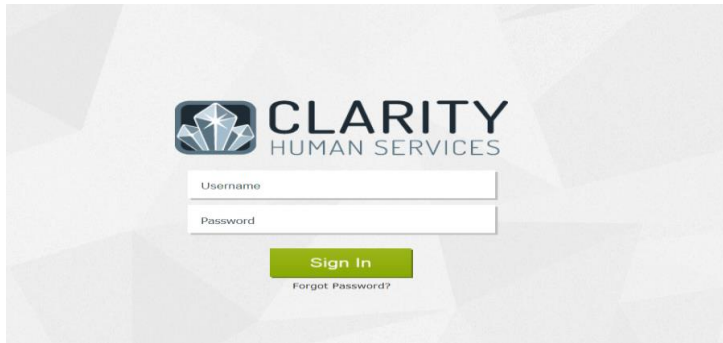 CLARITY
HUMAN SERVICES
Username
Password
Sign In
Forgot Password?